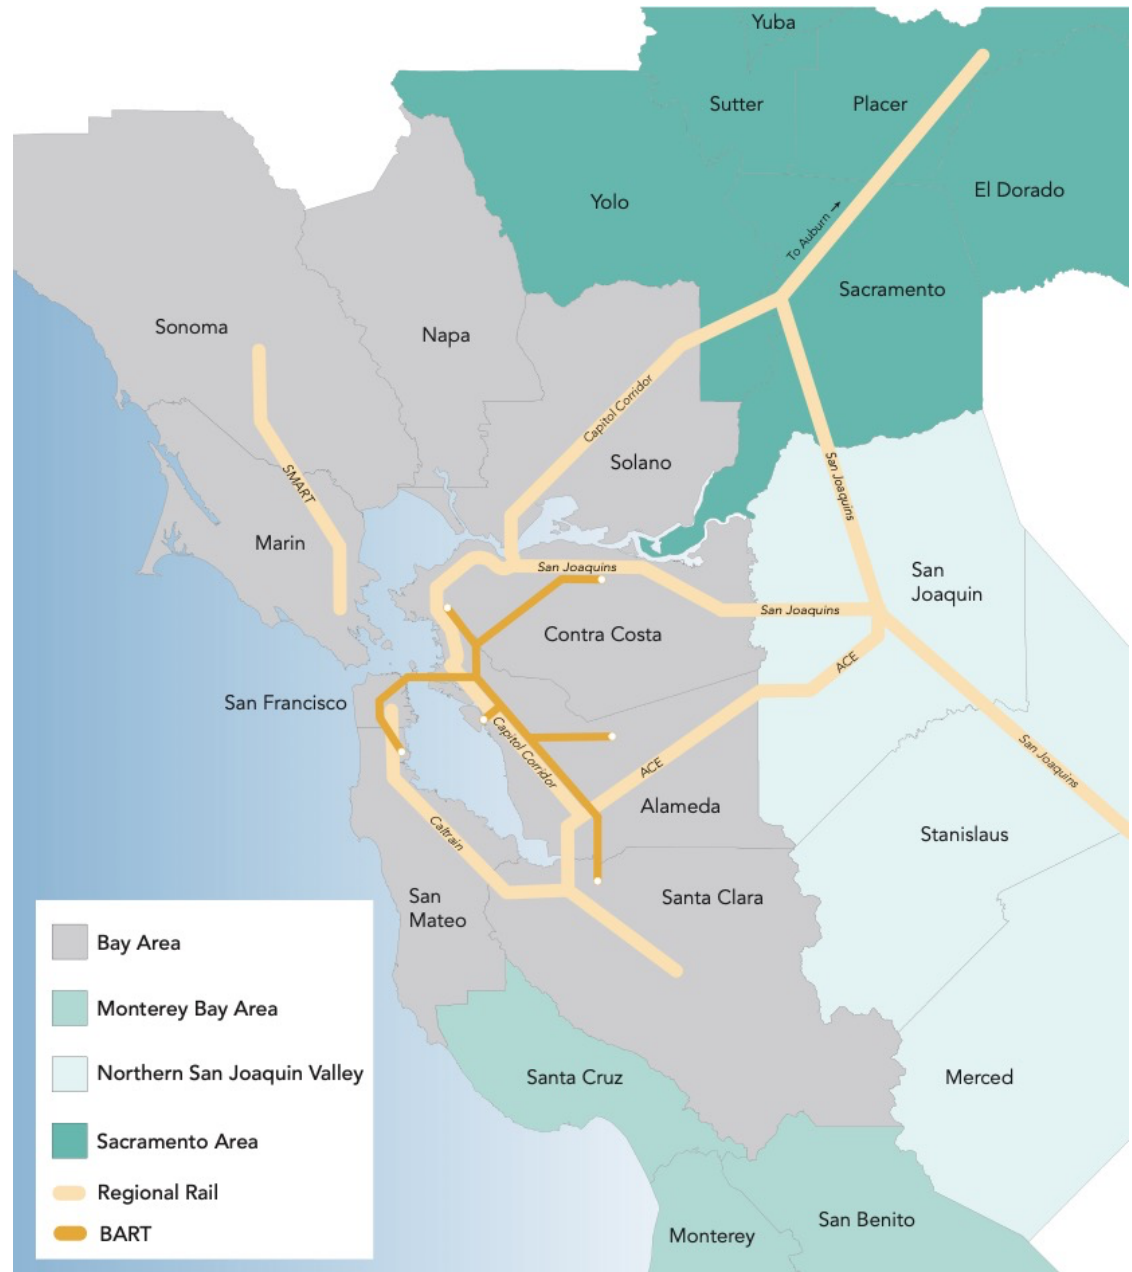 Yuba
Sutter
Placer
Yolo
El Dorado
To Auburn →
Sacramento
Sonoma
Napa
Capitol Corridor
Solano
SMART
San Joaquins
Marin
San Joaquins
San
Joaquin
San Joaquins
Contra Costa
ACE
San Francisco
Capitol Corridor
ACE
San Joaquins
Alameda
Caltrain
Stanislaus
San
Mateo
Santa Clara
Santa Cruz
Merced
San Benito
Monterey
Bay Area
Monterey Bay Area
Northern San Joaquin Valley
Sacramento Area
Regional Rail
BART